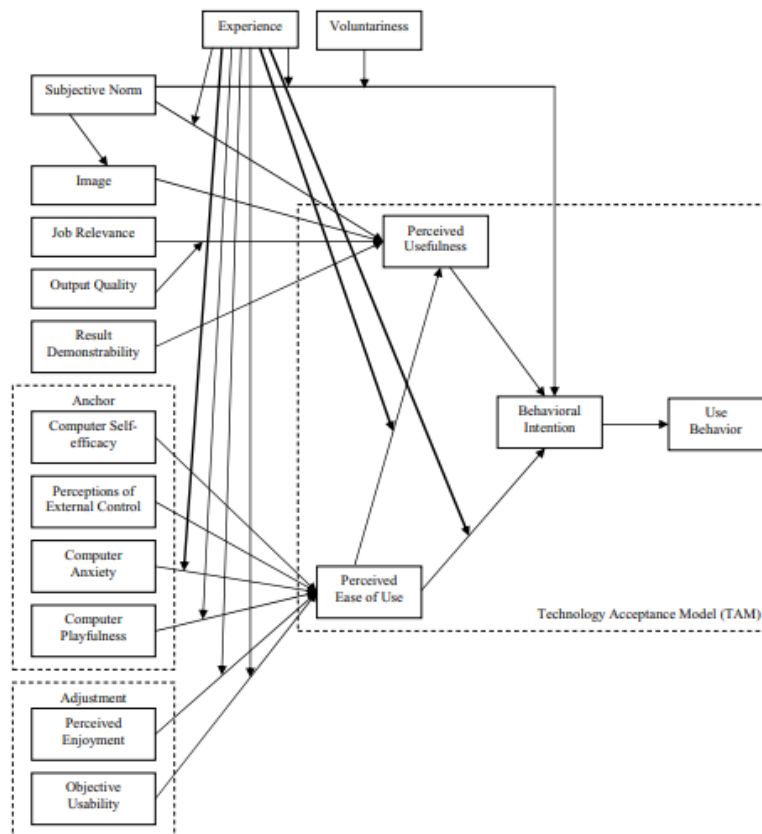 Experience
Voluntariness
Subjective Norm
Image
Job Relevance
Perceived
Usefulness
Output Quality
Result
Demonstrability
Anchor
Computer Self-
efficacy
Behavioral
Intention
Use
Behavior
Perceptions of
External Control
Computer
Anxiety
Perceived
Ease of Use
Computer
Playfulness
Technology Acceptance Model (TAM)
Adjustment
Perceived
Enjoyment
Objective
Usability